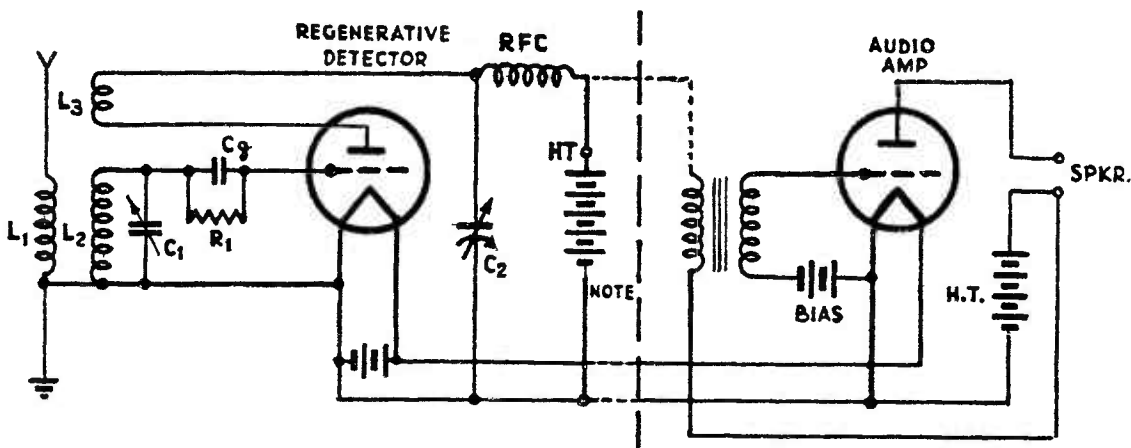 REGENERATIVE
DETECTOR
RFC
AUDIO
AMP
L3
Cg
HT
SPKR.
L1
L2
C1
R1
C2
NOTE
BIAS
H.T.